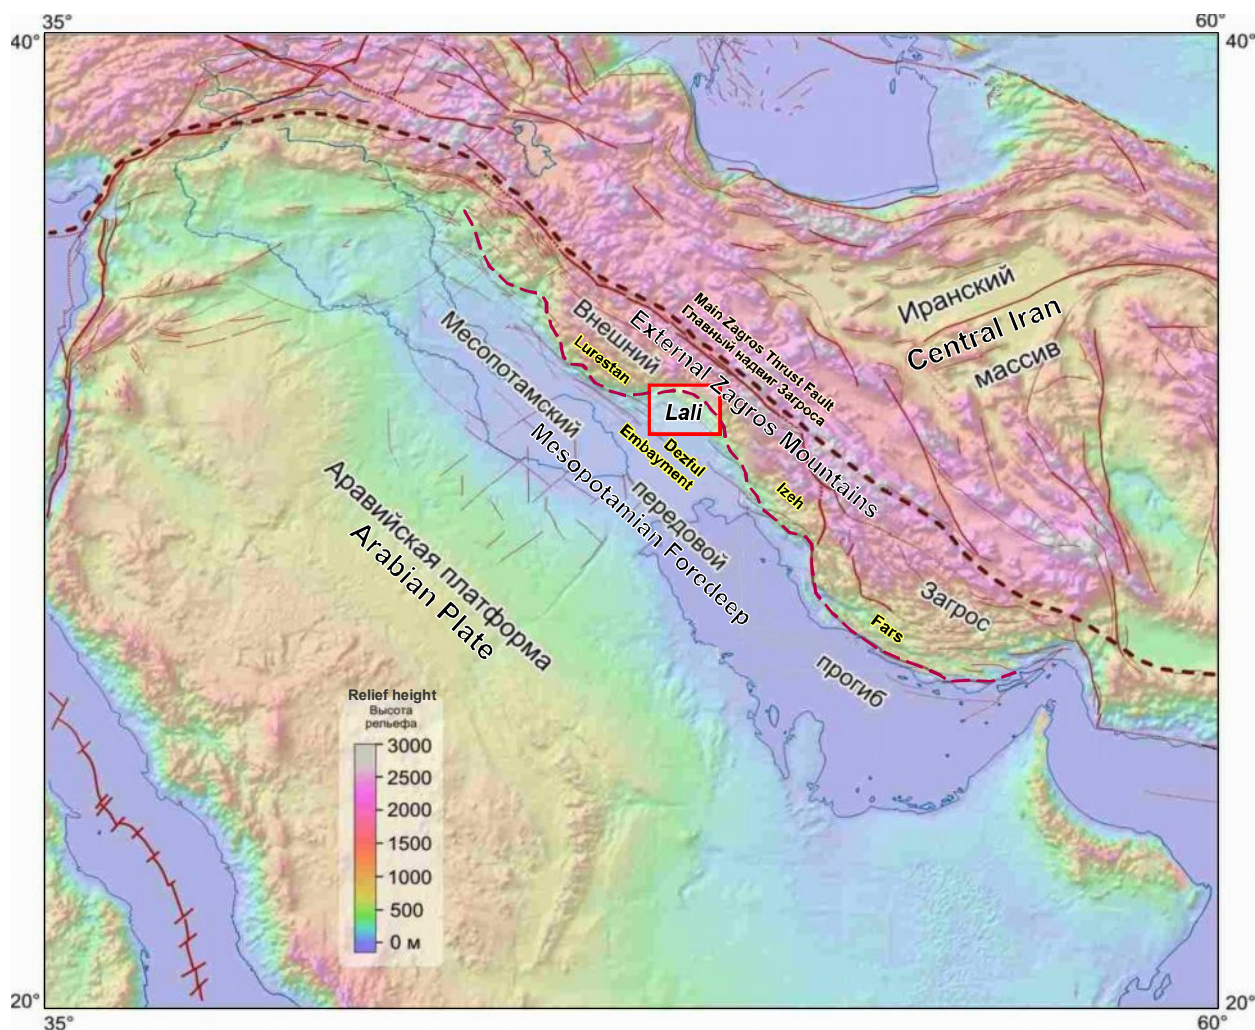 35°
60°
40°
40°
Иранский
Central Iran
массив
Main Zagros Thrust Fault
Главный надвиг Загроса
External Zagros Mountains
Внешний
Lurestan
Месопотамский
Lali
Dezful
Embayment
Mesopotamian Foredeep
передовой
Izeh
Аравийская платформа
Arabian Plate
Загрос
Fars
прогиб
Relief height
Высота
рельефа
3000
2500
2000
1500
1000
500
0 м
20°
20°
35°
60°